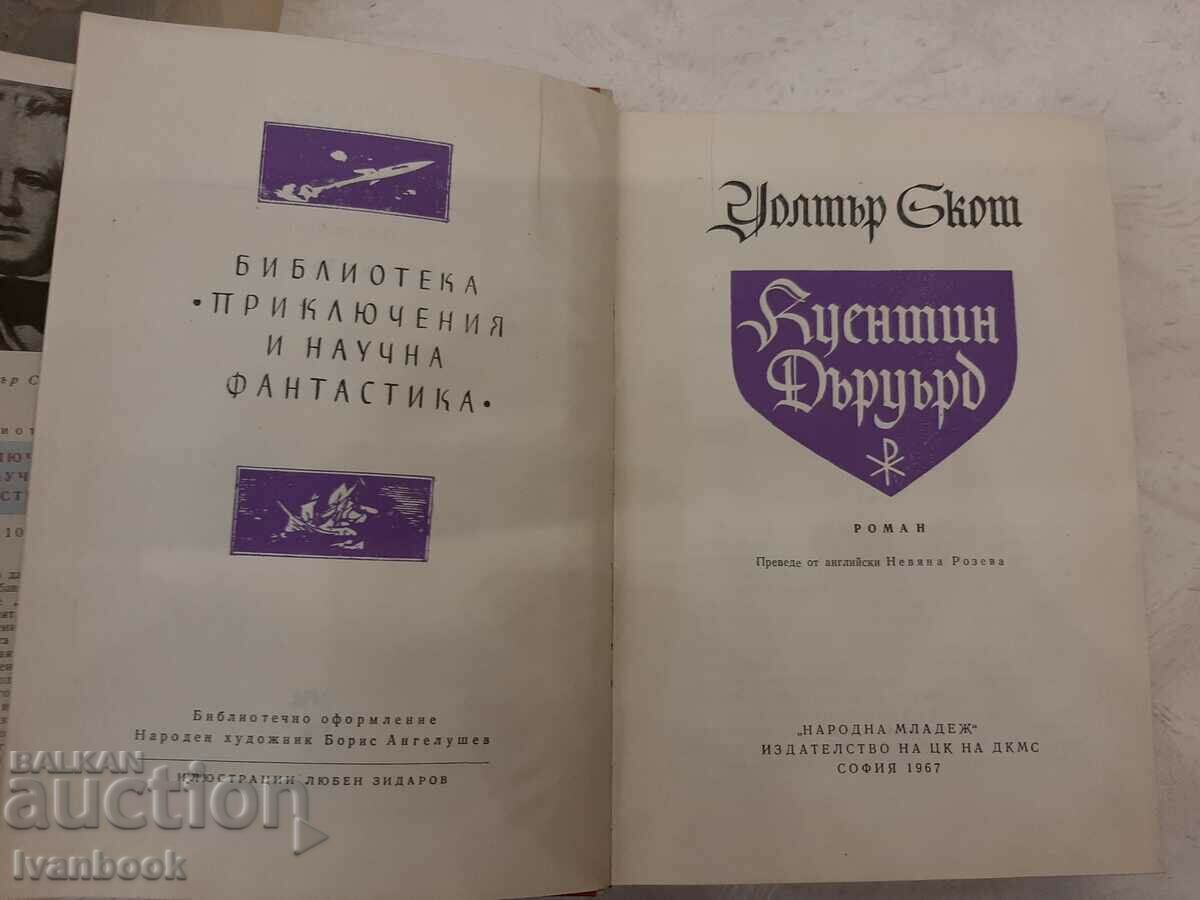 БИБЛИОТЕКА
•ПРИКЛЮЧЕНИЯ
И НАУЧНА
ФАНТАСТИКА•
Библиотечно оформление
Народен художник Борис Ангелушев
ИЛЮСТРАЦИИ ЛЮБЕН ЗИДАРОВ
Уолтър Скот
Куентин
Дъруърд
РОМАН
Преведе от английски Невяна Розева
„НАРОДНА МЛАДЕЖ“
ИЗДАТЕЛСТВО НА ЦК НА ДКМС
СОФИЯ 1967
BALKAN
auction
Ivanbook